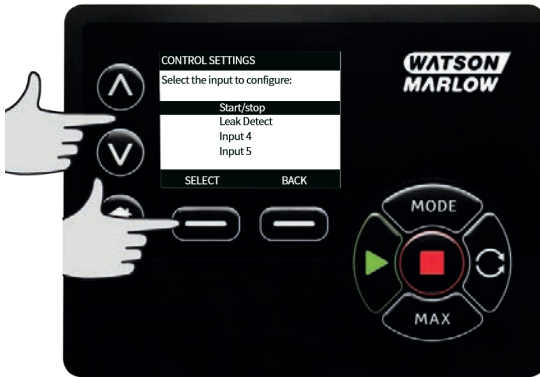 CONTROL SETTINGS
Select the input to configure:
Start/stop
Leak Detect
Input 4
Input 5
SELECT BACK
WATSON
MARLOW
MODE
MAX